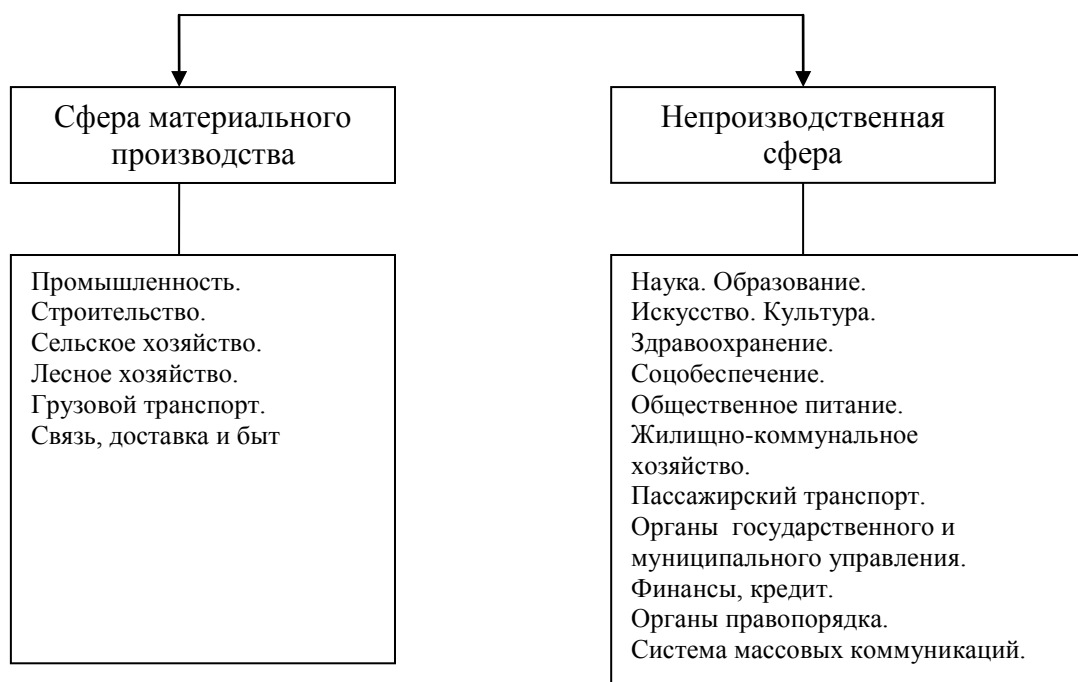 Сфера материального
производства
Непроизводственная
сфера
Промышленность.
Строительство.
Сельское хозяйство.
Лесное хозяйство.
Грузовой транспорт.
Связь, доставка и быт
Наука. Образование.
Искусство. Культура.
Здравоохранение.
Соцобеспечение.
Общественное питание.
Жилищно-коммунальное
хозяйство.
Пассажирский транспорт.
Органы  государственного и
муниципального управления.
Финансы, кредит.
Органы правопорядка.
Система массовых коммуникаций.